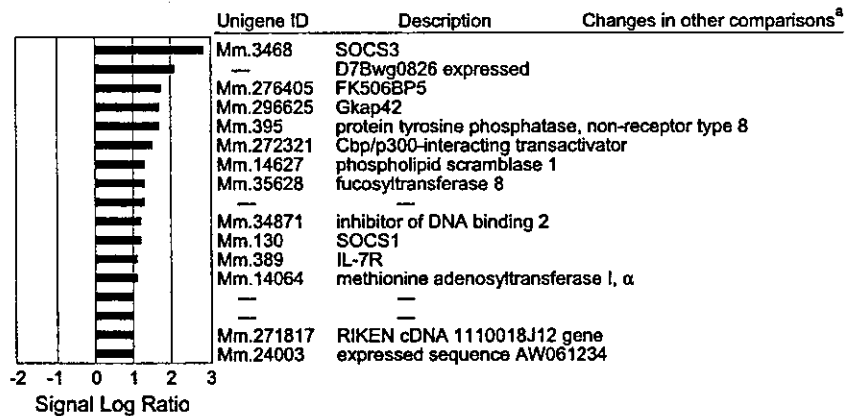 Unigene ID Description Changes in other comparisons a
Mm.3468 SOCS3
— D7Bwg0826 expressed
Mm.276405 FK506BP5
Mm.296625 Gkap42
Mm.395 protein tyrosine phosphatase, non-receptor type 8
Mm.272321 Cbp/p300-interacting transactivator
Mm.14627 phospholipid scramblase 1
Mm.35628 fucosyltransferase 8
— —
Mm.34871 inhibitor of DNA binding 2
Mm.130 SOCS1
Mm.389 IL-7R
Mm.14064 methionine adenosyltransferase I, α
— —
— —
Mm.271817 RIKEN cDNA 1110018J12 gene
Mm.24003 expressed sequence AW061234
-2 -1 0 1 2 3
Signal Log Ratio